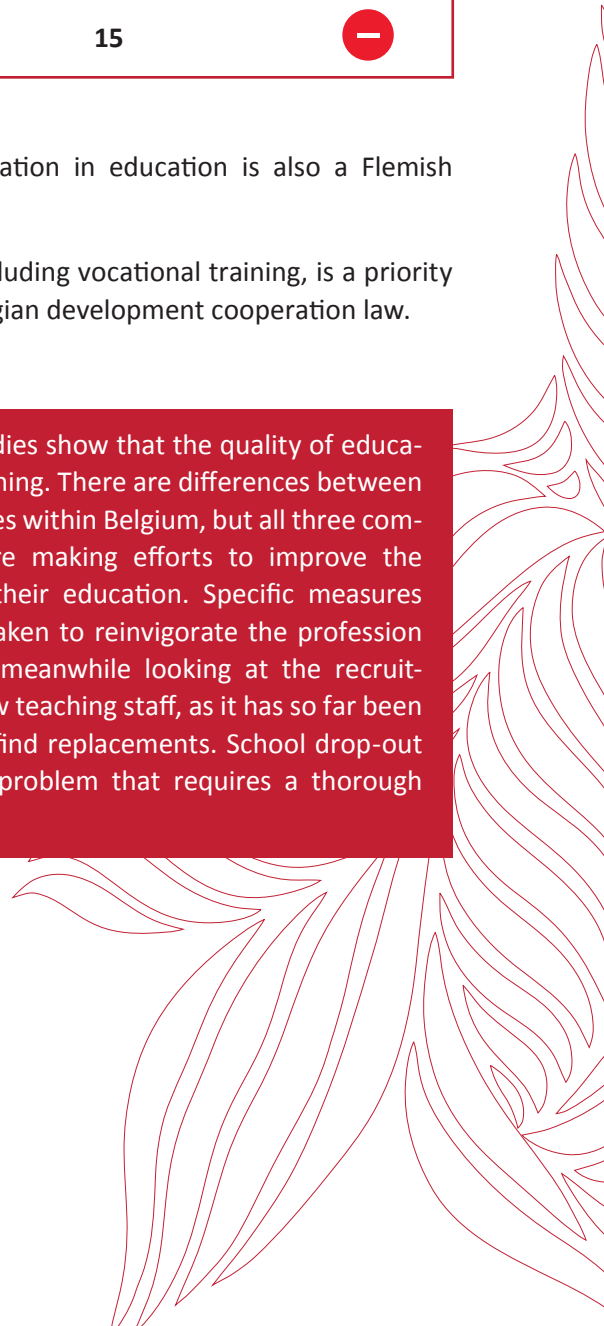 15
ation in education is also a Flemish
luding vocational training, is a priority
gian development cooperation law.
dies show that the quality of educa-
ning. There are differences between
es within Belgium, but all three com-
re making efforts to improve the
their education. Specific measures
aken to reinvigorate the profession
meanwhile looking at the recruit-
w teaching staff, as it has so far been
find replacements. School drop-out
problem that requires a thorough